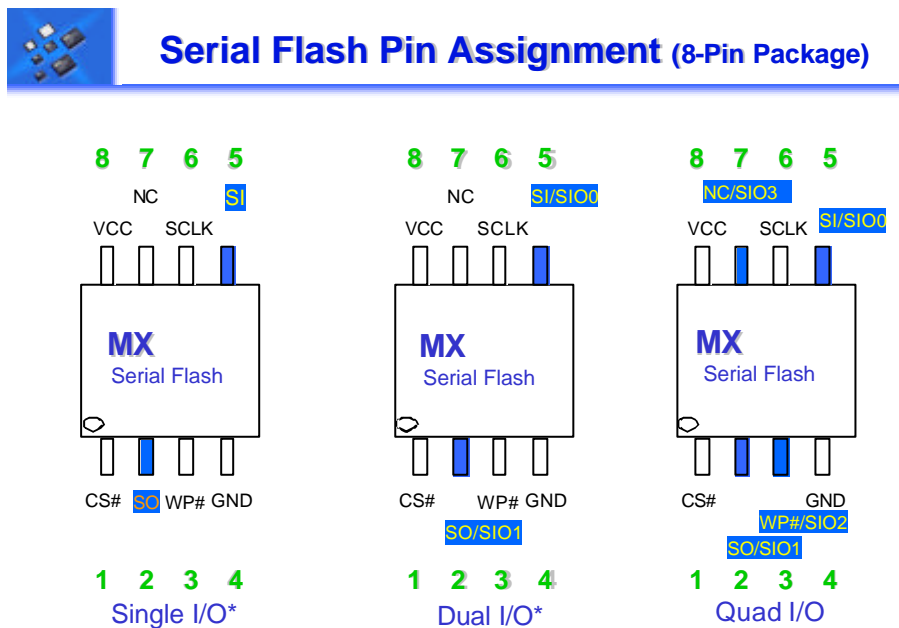 Serial Flash Pin Assignment (8-Pin Package)
8 7 6 5
NC
SI
VCC
SCLK
MX
Serial Flash
CS#
SO
WP#
GND
1 2 3 4
Single I/O*
8 7 6 5
NC
SI/SIO0
VCC
SCLK
MX
Serial Flash
CS#
WP#
GND
SO/SIO1
1 2 3 4
Dual I/O*
8 7 6 5
NC/SIO3
VCC
SCLK
SI/SIO0
MX
Serial Flash
CS#
GND
WP#/SIO2
SO/SIO1
1 2 3 4
Quad I/O